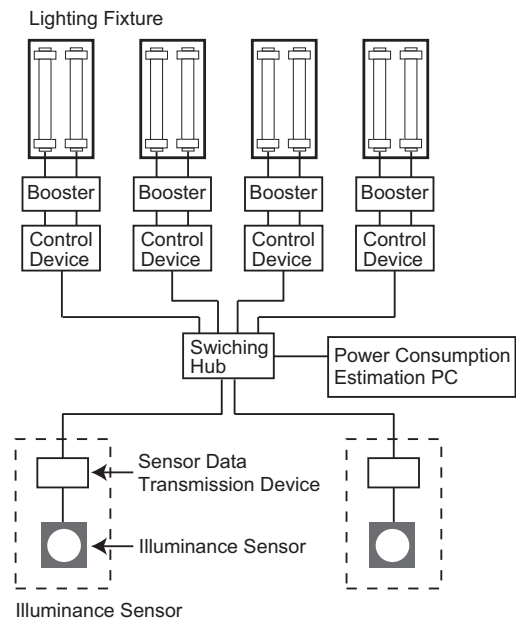 Lighting Fixture
Booster
Booster
Booster
Booster
Control
Device
Control
Device
Control
Device
Control
Device
Swiching
Hub
Power Consumption
Estimation PC
Sensor Data
Transmission Device
Illuminance Sensor
Illuminance Sensor